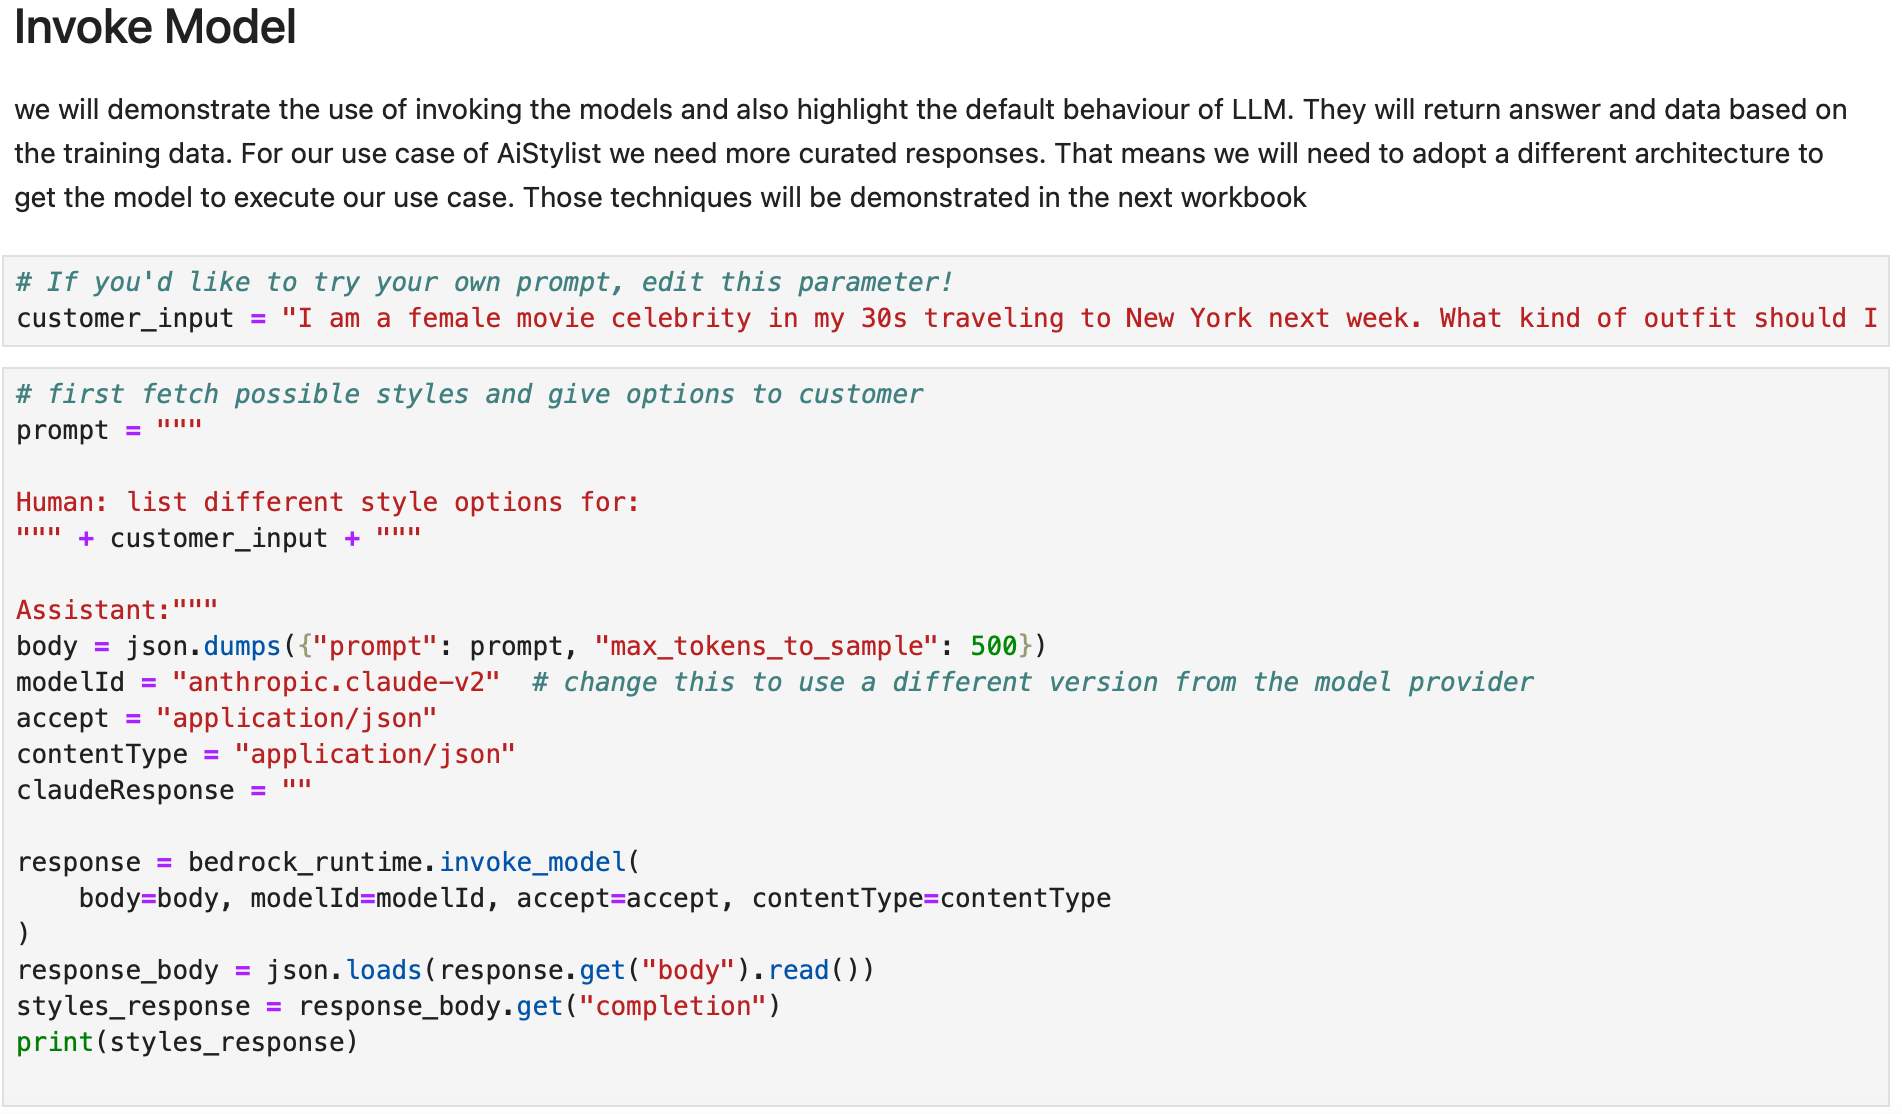 Invoke Model
we will demonstrate the use of invoking the models and also highlight the default behaviour of LLM. They will return answer and data based on
the training data. For our use case of AiStylist we need more curated responses. That means we will need to adopt a different architecture to
get the model to execute our use case. Those techniques will be demonstrated in the next workbook
# If you'd like to try your own prompt, edit this parameter!
customer_input = "I am a female movie celebrity in my 30s traveling to New York next week. What kind of outfit should I
# first fetch possible styles and give options to customer
prompt = """
Human: list different style options for:
""" + customer_input + """
Assistant:"""
body = json.dumps({"prompt": prompt, "max_tokens_to_sample": 500})
modelId = "anthropic.claude-v2"  # change this to use a different version from the model provider
accept = "application/json"
contentType = "application/json"
claudeResponse = ""
response = bedrock_runtime.invoke_model(
    body=body, modelId=modelId, accept=accept, contentType=contentType
)
response_body = json.loads(response.get("body").read())
styles_response = response_body.get("completion")
print(styles_response)